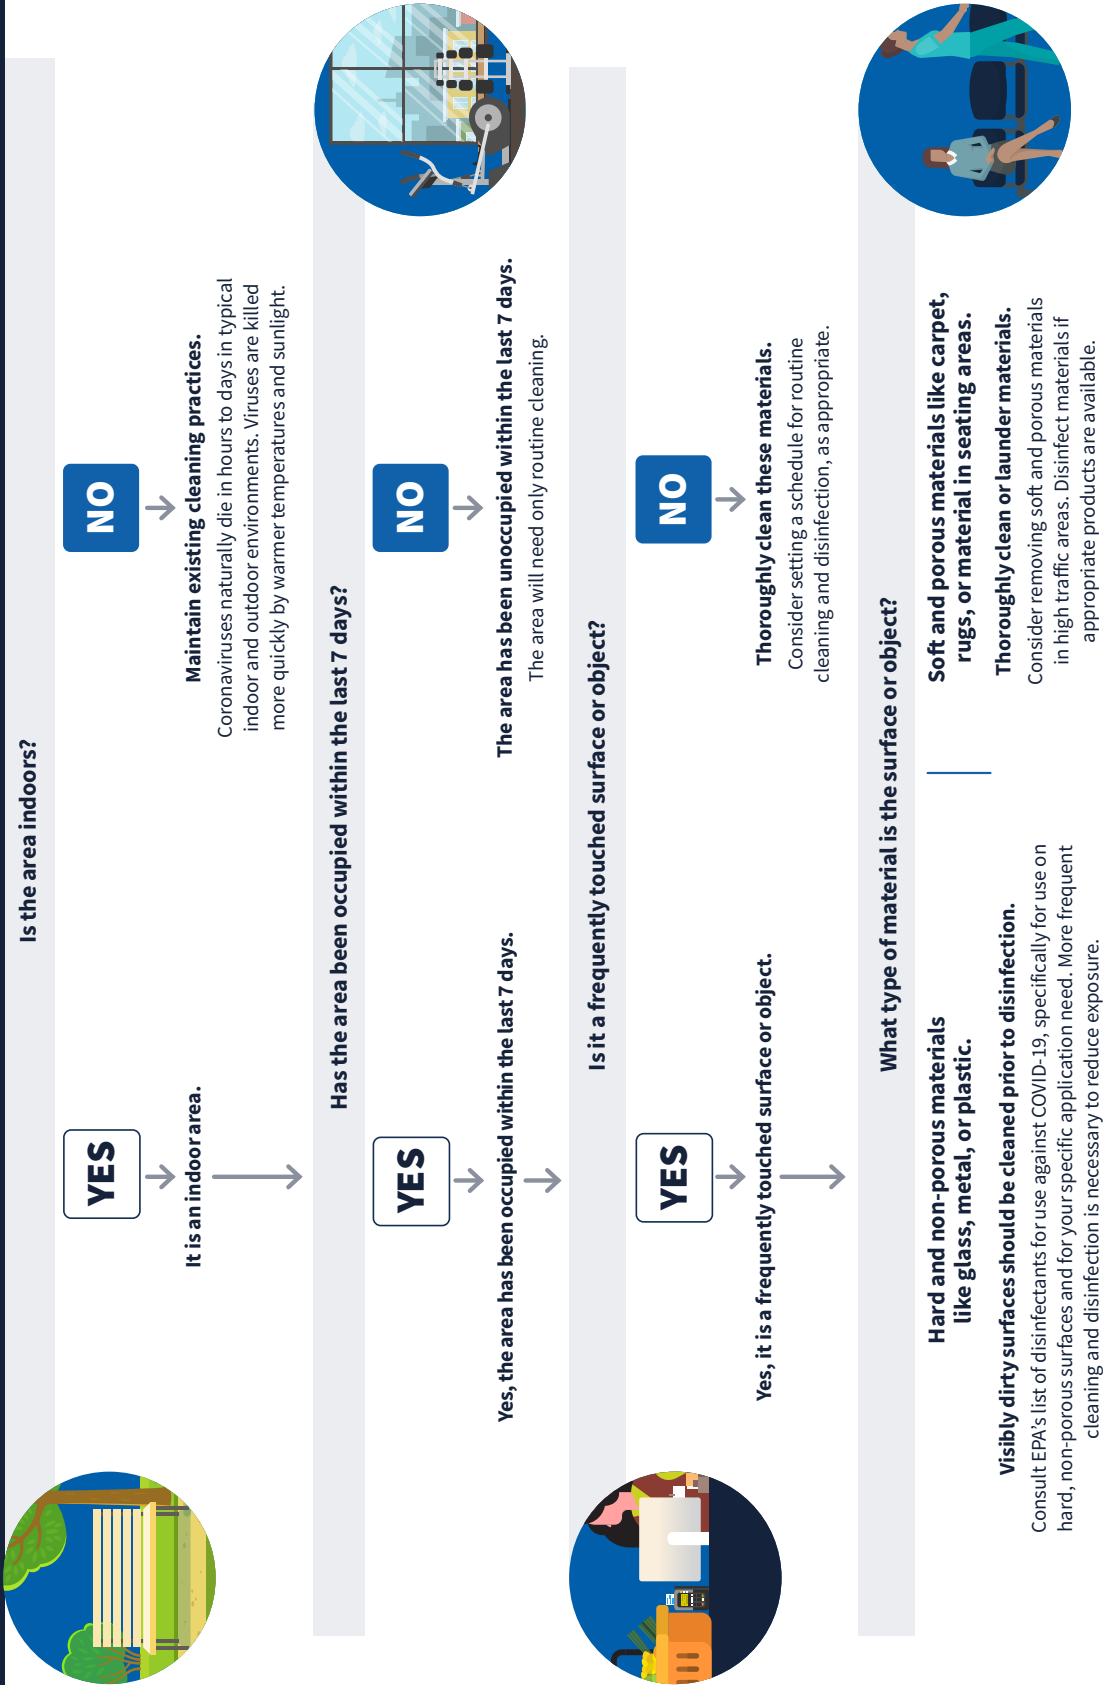 Is the area indoors?
YES
It is an indoor area.
NO
Maintain existing cleaning practices.
Coronaviruses naturally die in hours to days in typical
indoor and outdoor environments. Viruses are killed
more quickly by warmer temperatures and sunlight.
Has the area been occupied within the last 7 days?
YES
Yes, the area has been occupied within the last 7 days.
NO
The area has been unoccupied within the last 7 days.
The area will need only routine cleaning.
Is it a frequently touched surface or object?
YES
Yes, it is a frequently touched surface or object.
NO
Thoroughly clean these materials.
Consider setting a schedule for routine
cleaning and disinfection, as appropriate.
What type of material is the surface or object?
Hard and non-porous materials
like glass, metal, or plastic.
Visibly dirty surfaces should be cleaned prior to disinfection.
Consult EPA’s list of disinfectants for use against COVID-19, specifically for use on
hard, non-porous surfaces and for your specific application need. More frequent
cleaning and disinfection is necessary to reduce exposure.
Soft and porous materials like carpet,
rugs, or material in seating areas.
Thoroughly clean or launder materials.
Consider removing soft and porous materials
in high traffic areas. Disinfect materials if
appropriate products are available.